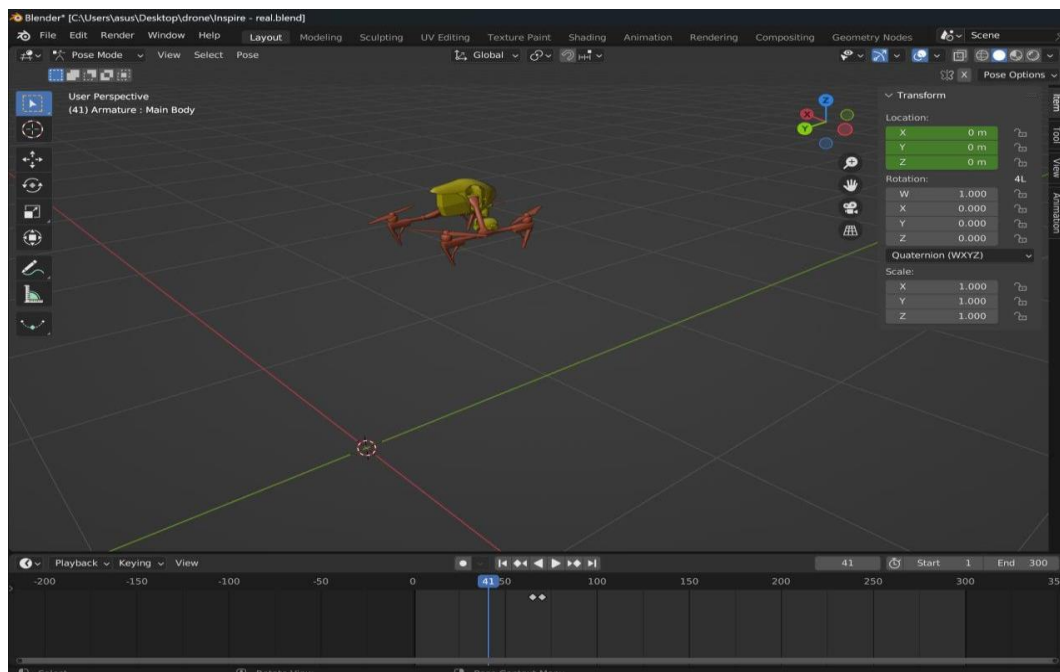 Blender* [C:\Users\asus\Desktop\drone\Inspire - real.blend]
File Edit Render Window Help Layout Modeling Sculpting UV Editing Texture Paint Shading Animation Rendering Compositing Geometry Nodes Scene
Pose Mode View Select Pose Global
X Pose Options
User Perspective
(41) Armature : Main Body
Z
X
Y
Transform
Location:
X 0 m
Y 0 m
Z 0 m
Rotation: 4L
W 1.000
X 0.000
Y 0.000
Z 0.000
Quaternion (WXYZ)
Scale:
X 1.000
Y 1.000
Z 1.000
Item
Tool
View
Animation
Playback Keying View 41 Start 1 End 300
-200 -150 -100 -50 0 41 50 100 150 200 250 300 35